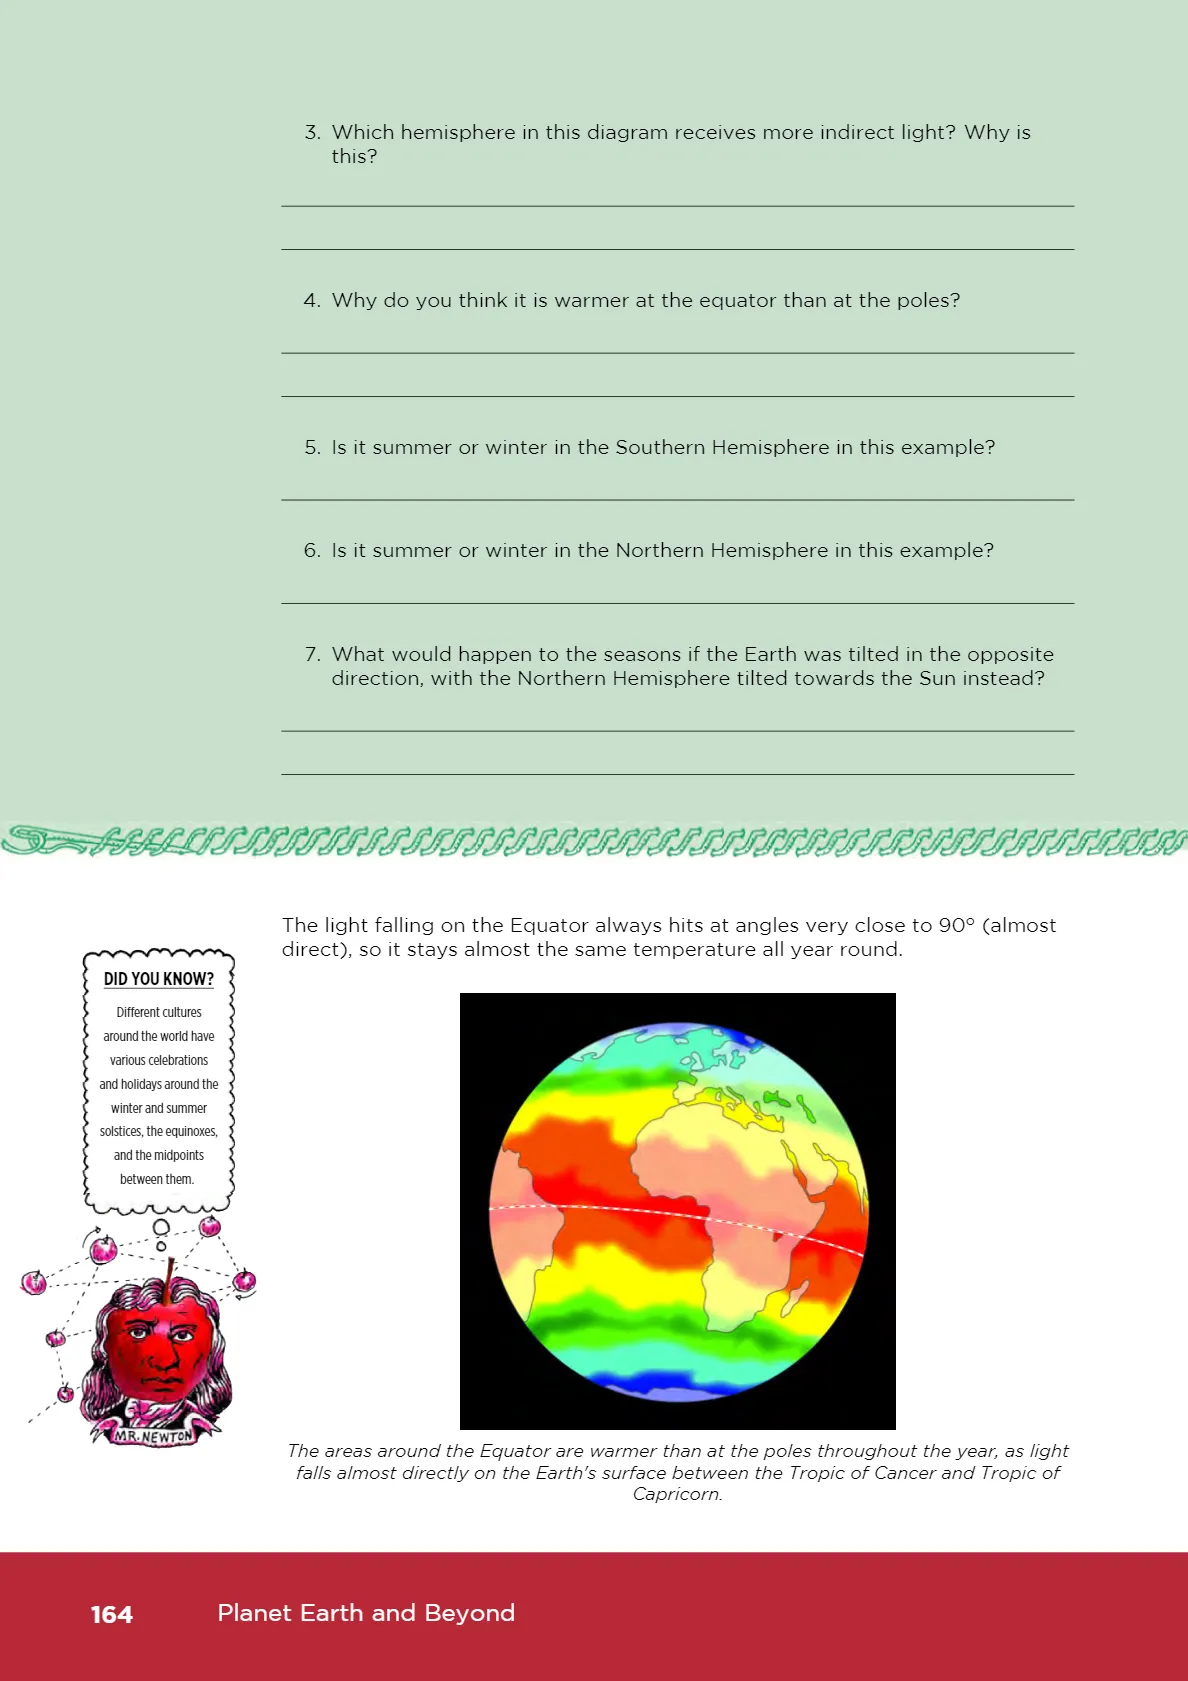 3. Which hemisphere in this diagram receives more indirect light? Why is
this?
4. Why do you think it is warmer at the equator than at the poles?
5. Is it summer or winter in the Southern Hemisphere in this example?
6. Is it summer or winter in the Northern Hemisphere in this example?
7. What would happen to the seasons if the Earth was tilted in the opposite
direction, with the Northern Hemisphere tilted towards the Sun instead?
The light falling on the Equator always hits at angles very close to 90° (almost
direct), so it stays almost the same temperature all year round.
DID YOU KNOW?
Different cultures
around the world have
various celebrations
and holidays around the
winter and summer
solstices, the equinoxes,
and the midpoints
between them.
MR. NEWTON
The areas around the Equator are warmer than at the poles throughout the year, as light
falls almost directly on the Earth's surface between the Tropic of Cancer and Tropic of
Capricorn.
164 Planet Earth and Beyond